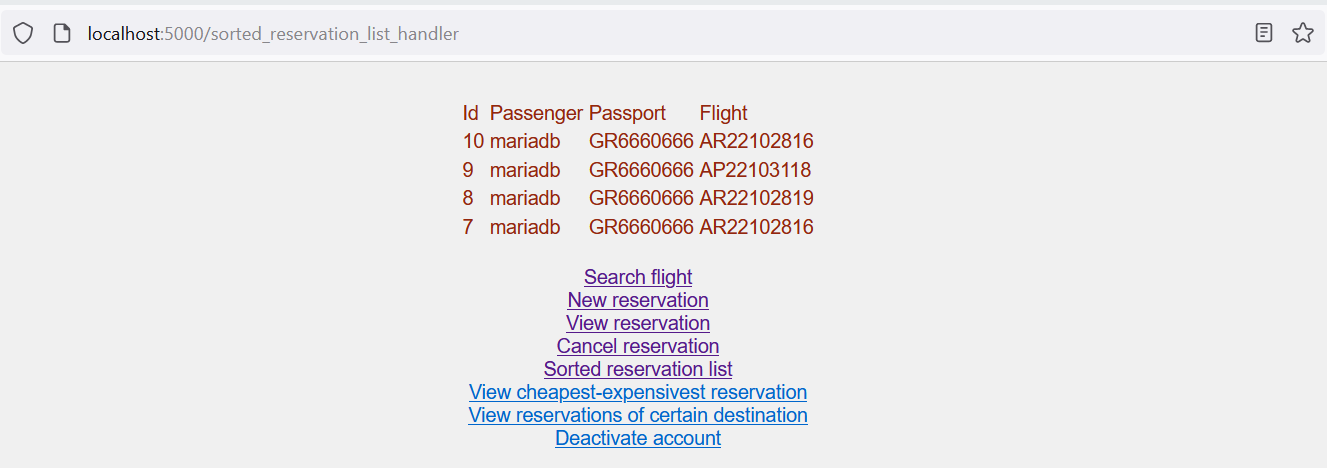 localhost:5000/sorted_reservation_list_handler
Id Passenger Passport Flight
10 mariadb GR6660666 AR22102816
9 mariadb GR6660666 AP22103118
8 mariadb GR6660666 AR22102819
7 mariadb GR6660666 AR22102816
Search flight
New reservation
View reservation
Cancel reservation
Sorted reservation list
View cheapest-expensivest reservation
View reservations of certain destination
Deactivate account